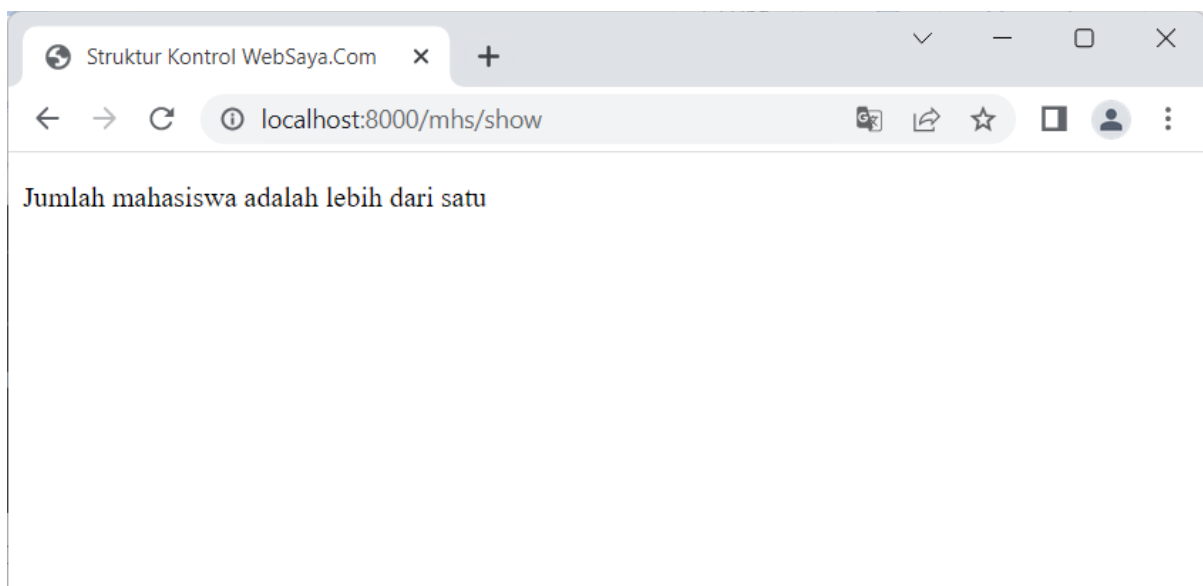 Struktur Kontrol WebSaya.Com
localhost:8000/mhs/show
Jumlah mahasiswa adalah lebih dari satu